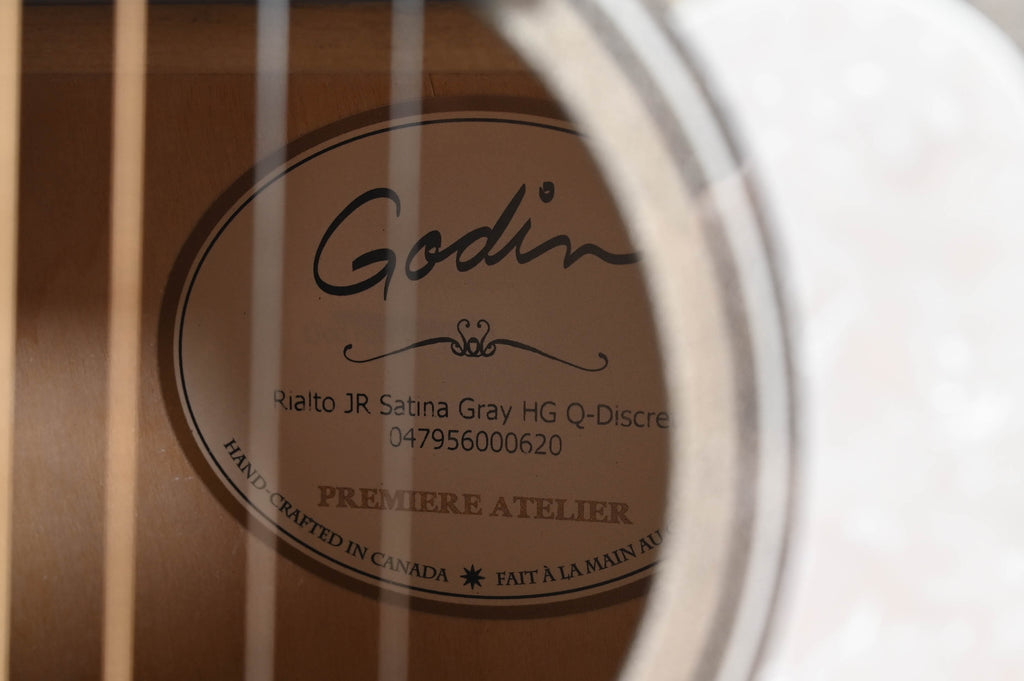 Godin
Rialto JR Satina Gray HG Q-Discre
047956000620
PREMIERE ATELIER
HAND-CRAFTED IN CANADA ✷ FAIT À LA MAIN AU